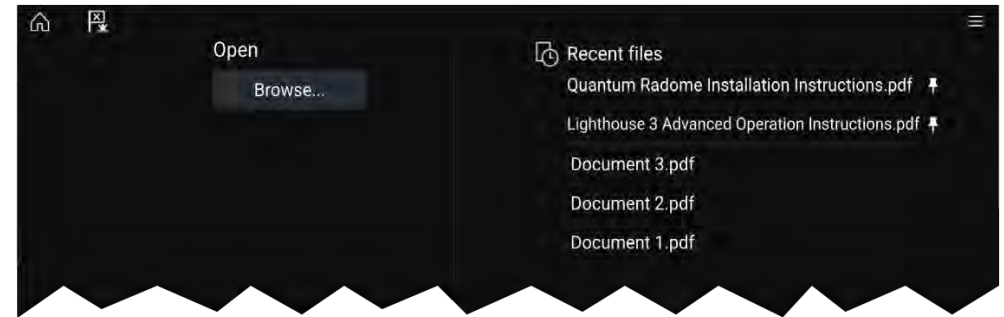 Open
Browse...
Recent files
Quantum Radome Installation Instructions.pdf
Lighthouse 3 Advanced Operation Instructions.pdf
Document 3.pdf
Document 2.pdf
Document 1.pdf